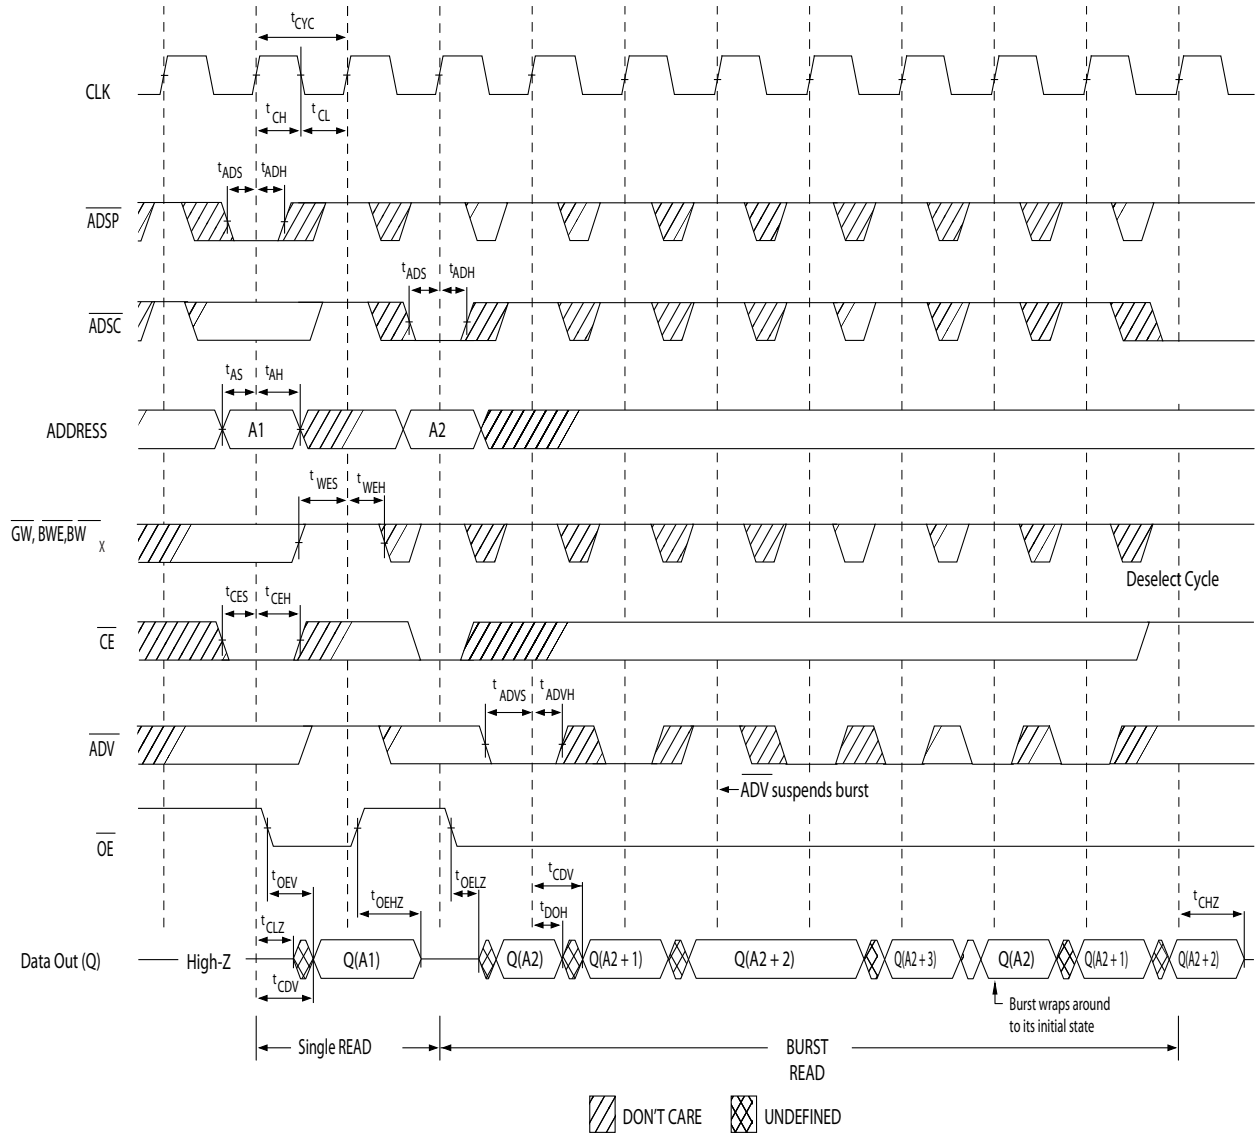 tCYC
CLK
tCH
tCL
tADS
tADH
ADSP
tADS
tADH
ADSC
tAS
tAH
ADDRESS
A1
A2
tWES
tWEH
GW, BWE,BW X
Deselect Cycle
tCES
tCEH
CE
tADVS
tADVH
ADV
ADV suspends burst
OE
tOEV
tOEHZ
tOELZ
tCDV
tCLZ
tDOH
tCHZ
Data Out (Q)
High-Z
Q(A1)
Q(A2)
Q(A2 + 1)
Q(A2 + 2)
Q(A2 + 3)
Q(A2)
Q(A2 + 1)
Q(A2 + 2)
tCDV
Burst wraps around
to its initial state
Single READ
BURST
READ
DON'T CARE
UNDEFINED